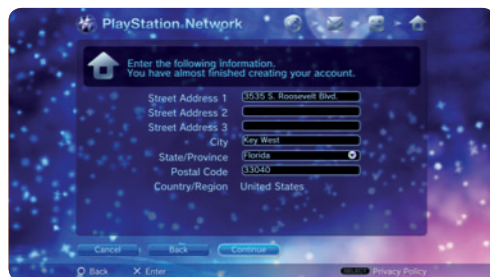 PlayStation Network
Enter the following information.
You have almost finished creating your account.
Street Address 1 3535 S. Roosevelt Blvd.
Street Address 2
Street Address 3
City Key West
State/Province Florida
Postal Code 33040
Country/Region United States
Cancel Back Continue
Back Enter SELECT Privacy Policy